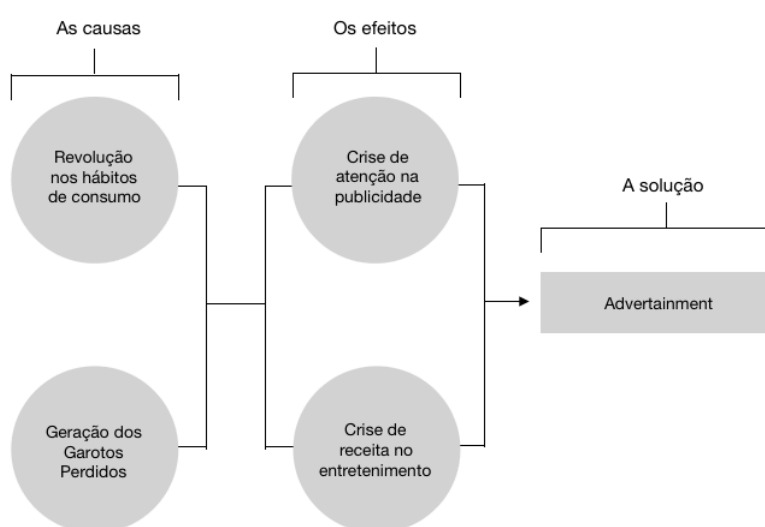 As causas
Os efeitos
Revolução
nos hábitos
de consumo
Crise de
atenção na
publicidade
A solução
Advertainment
Geração dos
Garotos
Perdidos
Crise de
receita no
entretenimento